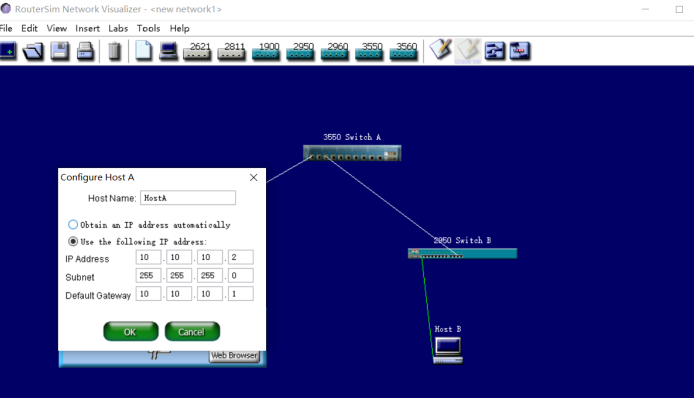 RouterSim Network Visualizer - <new network1>
File Edit View Insert Labs Tools Help
2621 2811 1900 2950 2960 3550 3560
3550 Switch A
Configure Host A
Host Name: HostA
Obtain an IP address automatically
Use the following IP address:
IP Address 10 . 10 . 10 . 2
Subnet 255 . 255 . 255 . 0
Default Gateway 10 . 10 . 10 . 1
OK Cancel
Web Browser
2950 Switch B
Host B